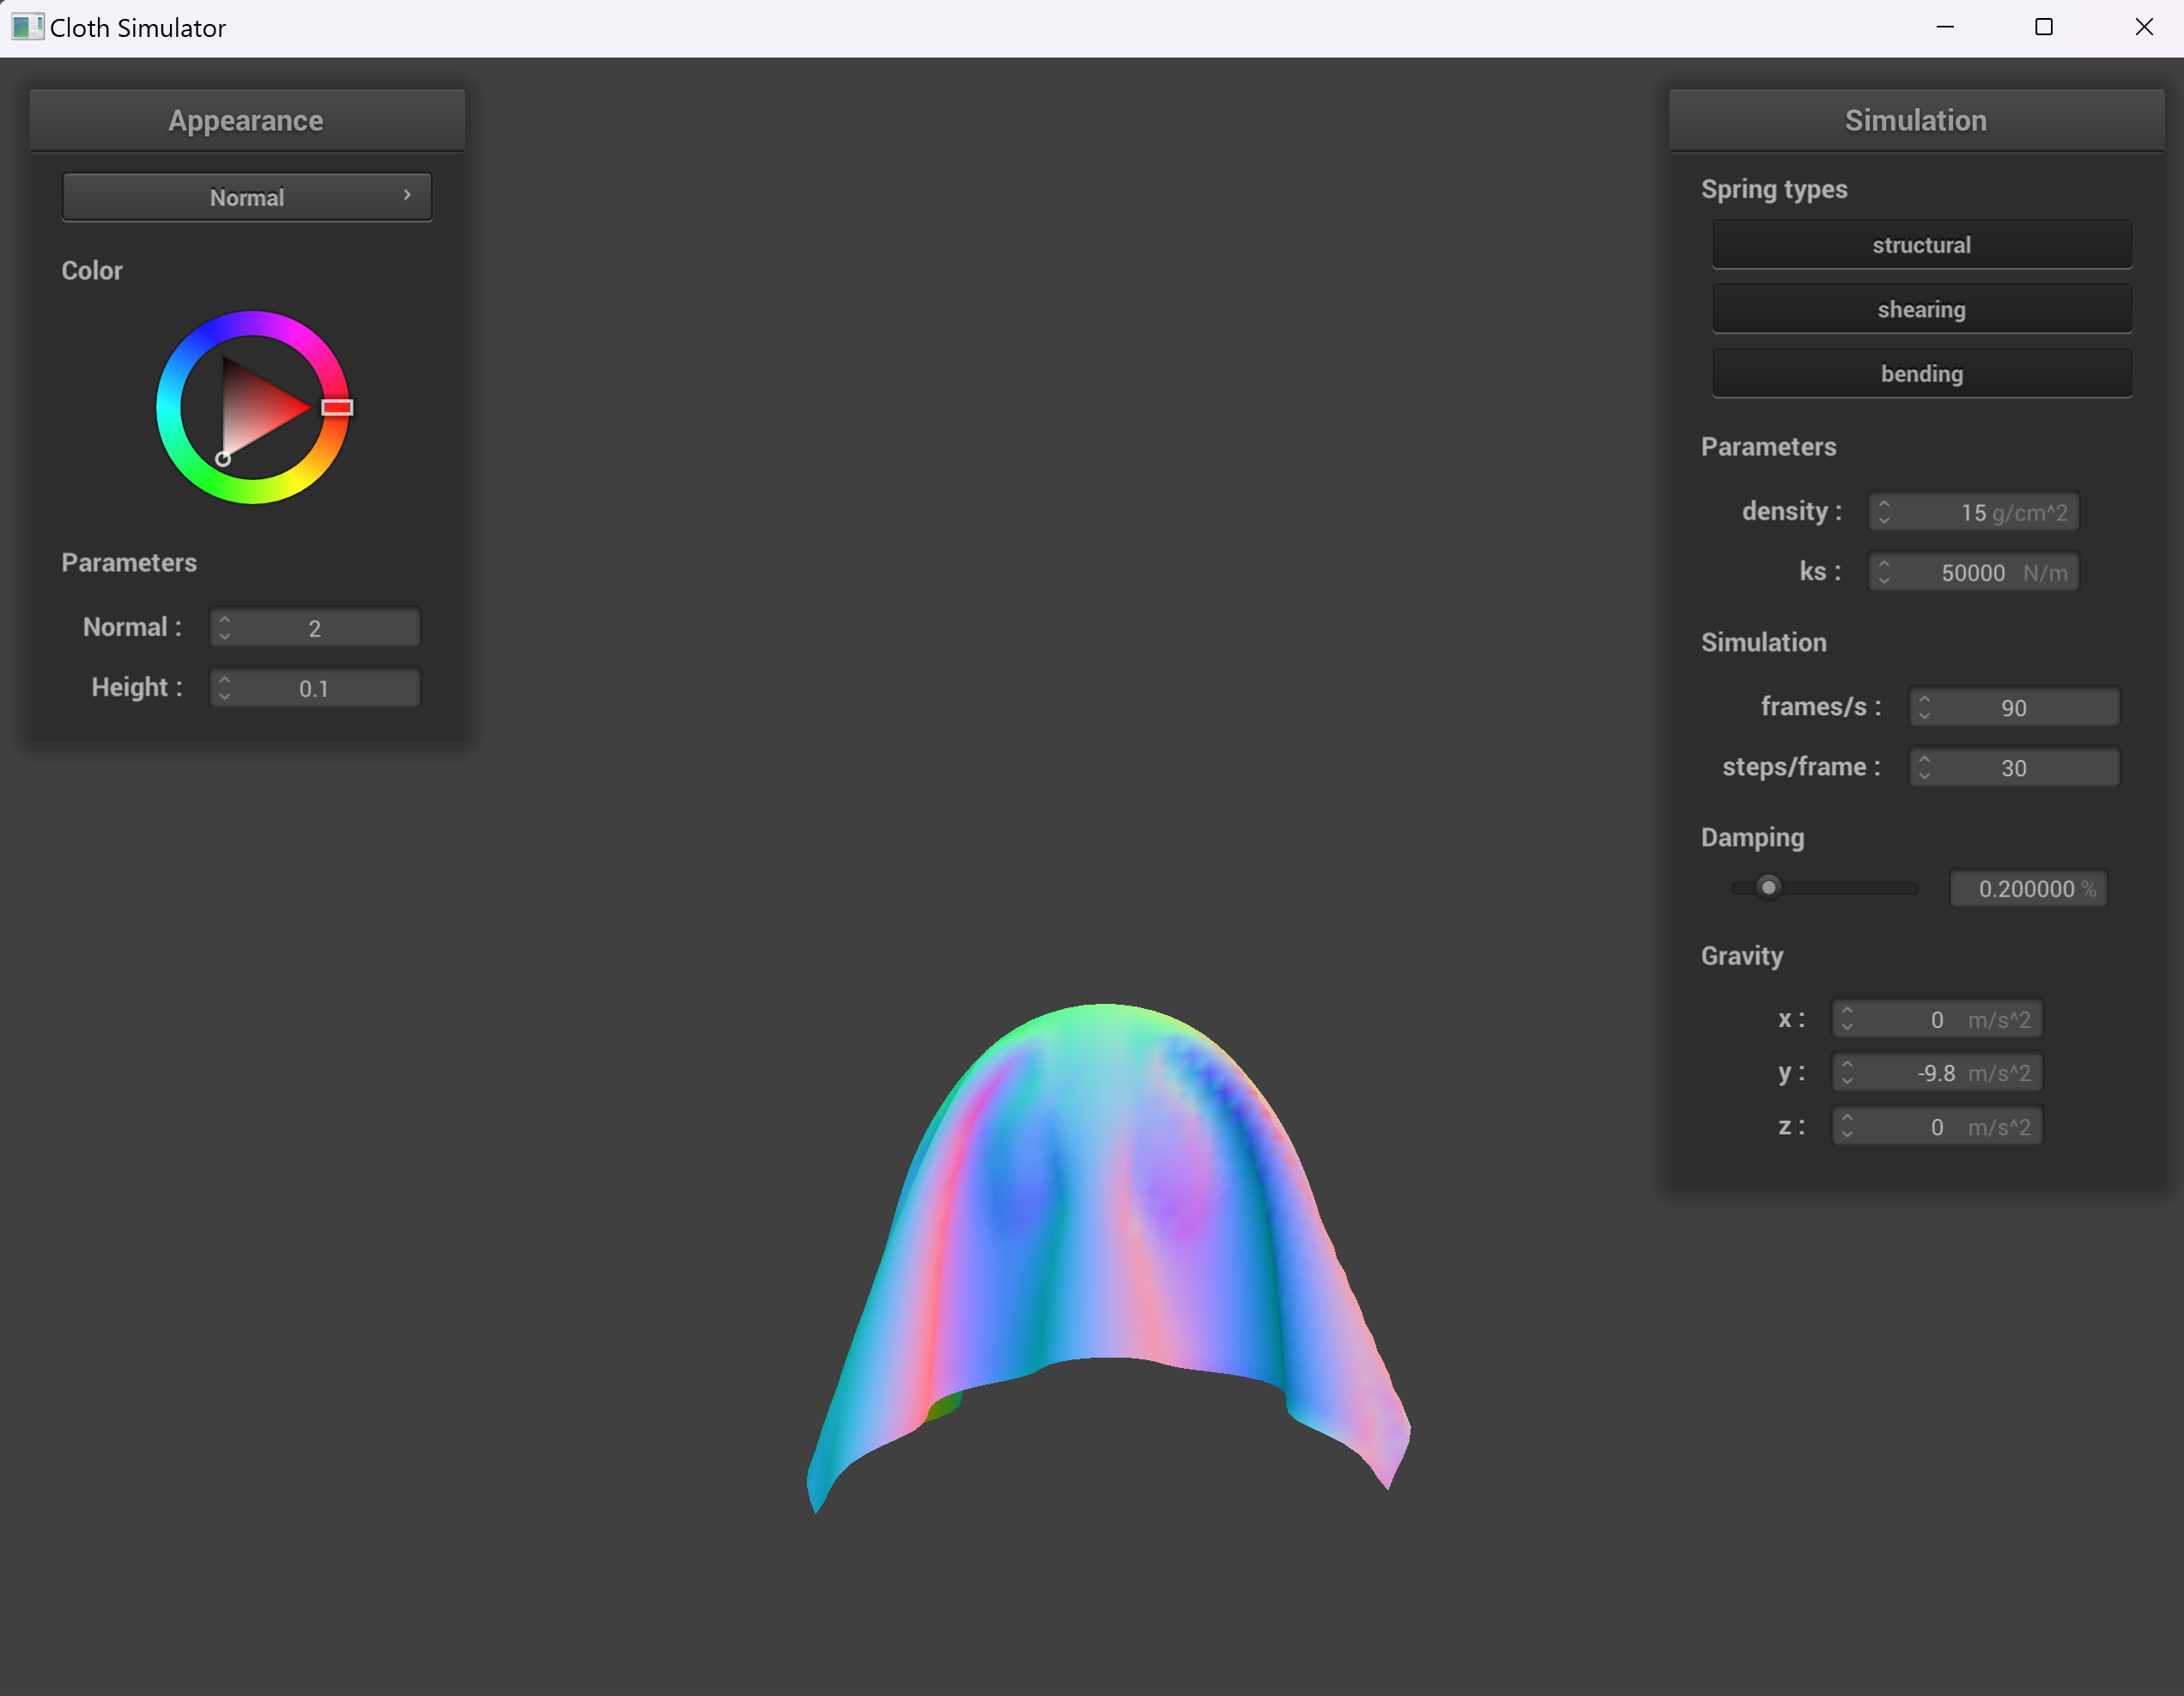 Cloth Simulator
Appearance
Normal
Color
Parameters
Normal : 2
Height : 0.1
Simulation
Spring types
structural
shearing
bending
Parameters
density : 15 g/cm^2
ks : 50000 N/m
Simulation
frames/s : 90
steps/frame : 30
Damping
0.200000 %
Gravity
x : 0 m/s^2
y : -9.8 m/s^2
z : 0 m/s^2